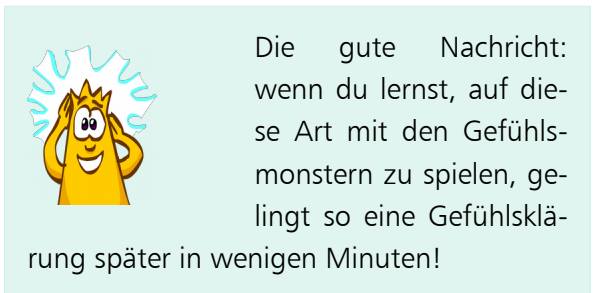 Die gute Nachricht:
wenn du lernst, auf die-
se Art mit den Gefühls-
monstern zu spielen, ge-
lingt so eine Gefühlsklä-
rung später in wenigen Minuten!